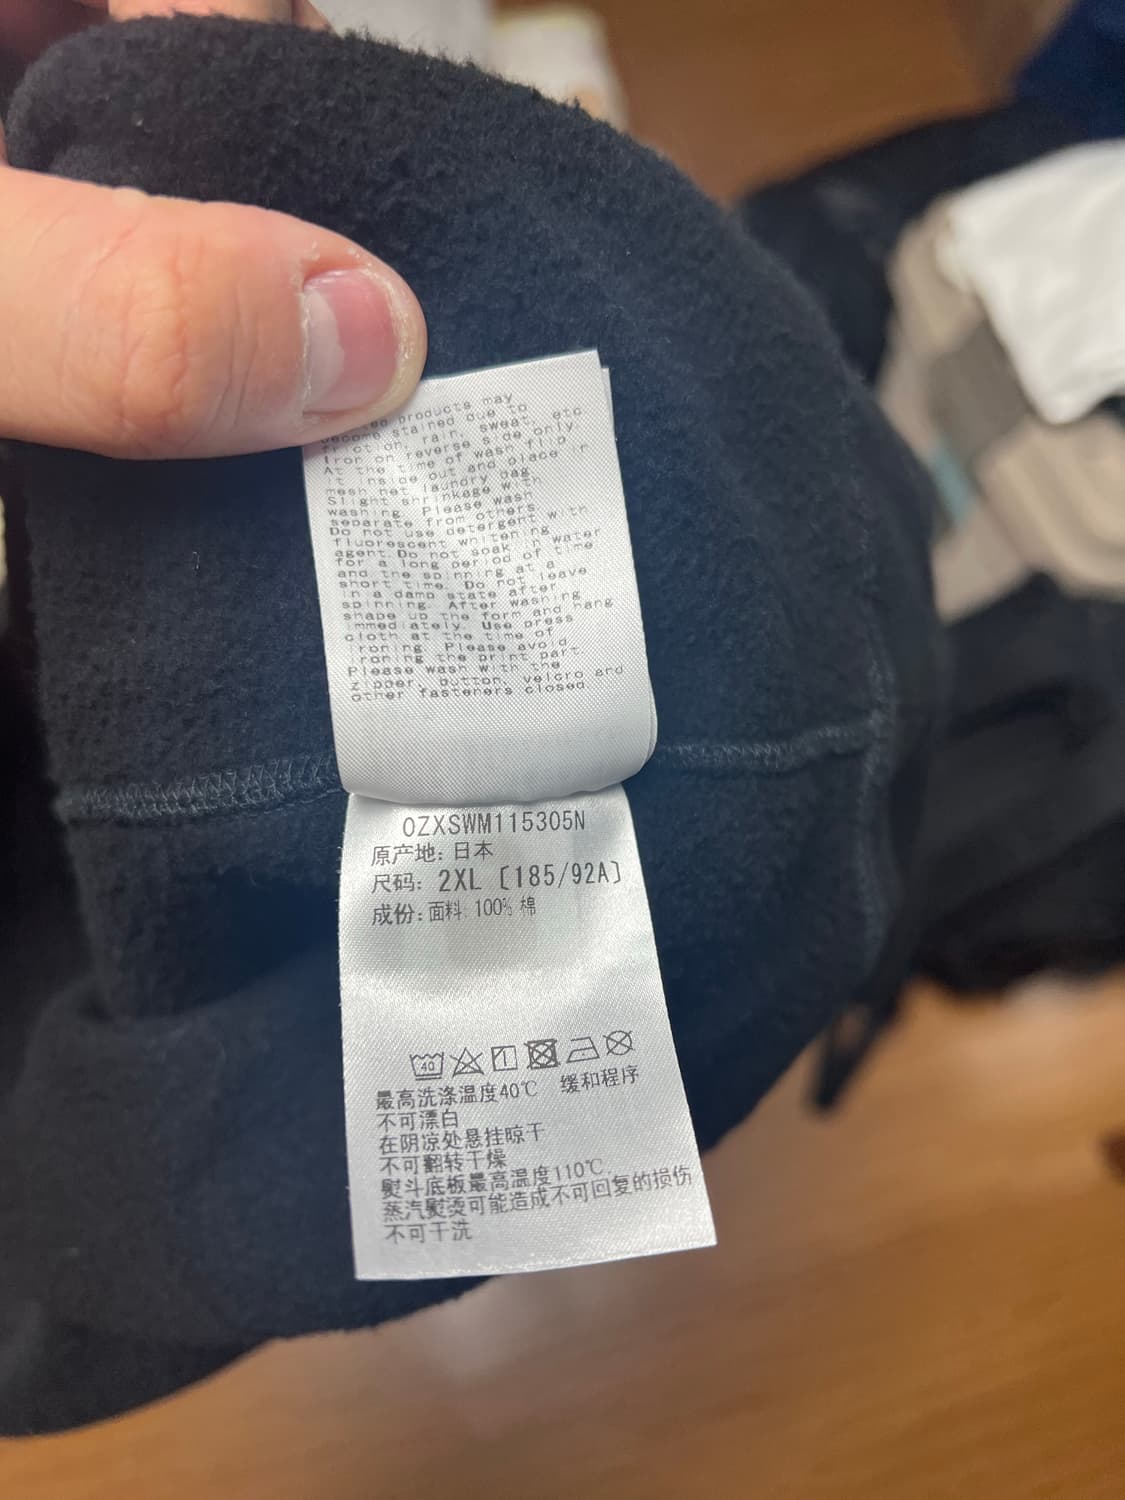 products may
become stained due to
friction, rain, sweat, etc
Iron on reverse side only.
At the time of wash flip
it inside out and place it
mesh net laundry bag
Slight shrinkage with
washing. Please wash
separate from others
Do not use detergent with
fluorescent whitening
agent. Do not soak in water
for a long period of time
and the spinning at a
short time. Do not leave
in a damp state after
spinning. After washing
shape up the form and hang
immediately. Use press
cloth at the time of
ironing. Please avoid
ironing the print part.
Please wash with the
zipper, button, velcro and
other fasteners closed.
OZXSWM115305N
原产地: 日本
尺码: 2XL [185/92A]
成份: 面料 100% 棉
40
最高洗涤温度40℃ 缓和程序
不可漂白
在阴凉处悬挂晾干
不可翻转干燥
熨斗底板最高温度110℃.
蒸汽熨烫可能造成不可回复的损伤
不可干洗